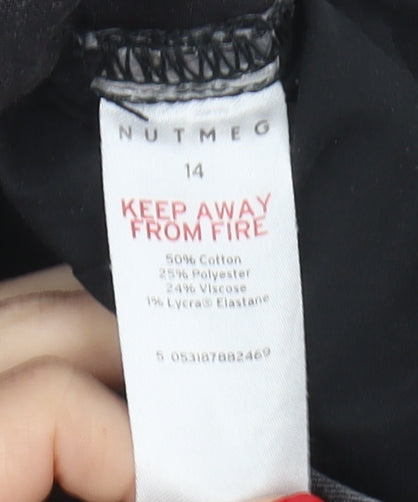 NUTMEG
14
KEEP AWAY
FROM FIRE
50% Cotton
25% Polyester
24% Viscose
1% Lycra® Elastane
5 053187882469